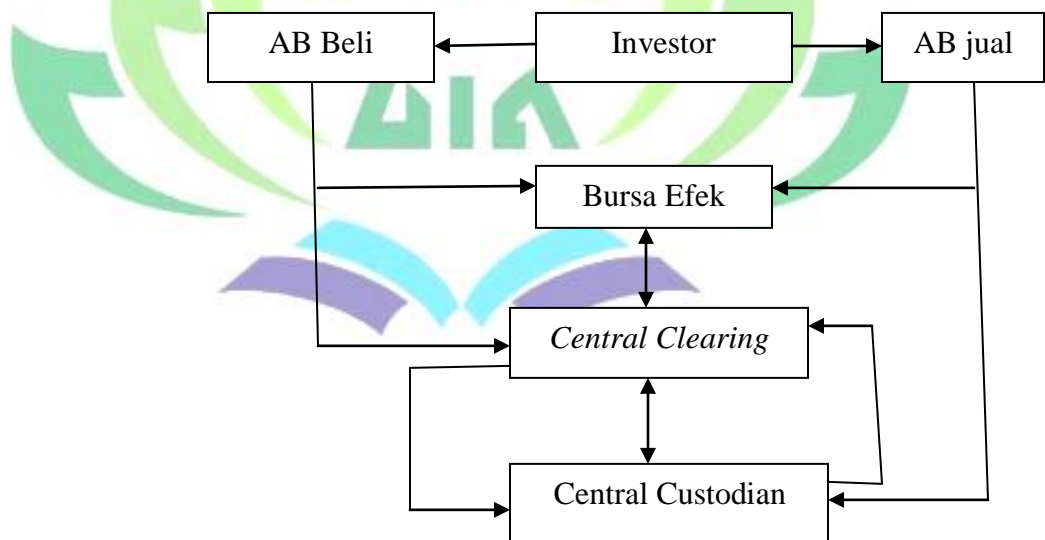 AB Beli
Investor
AB jual
Bursa Efek
Central Clearing
Central Custodian